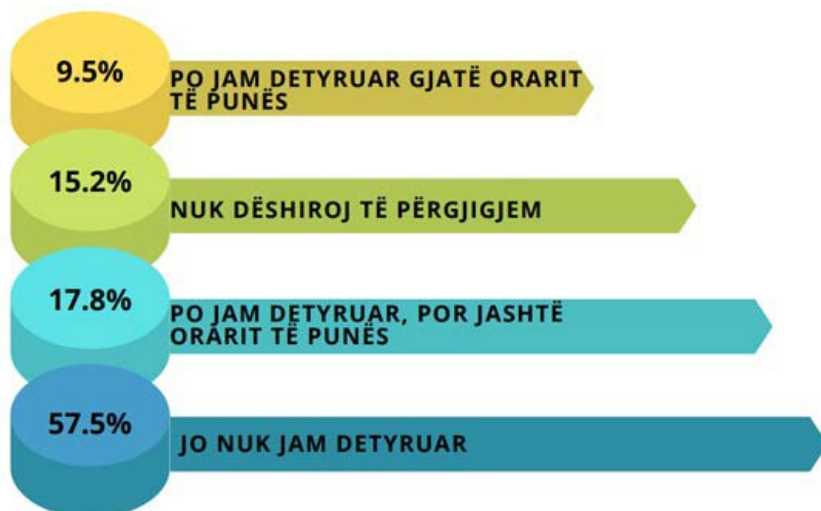 9.5%
PO JAM DETYRUAR GJATË ORARIT
TË PUNËS
15.2%
NUK DËSHIROJ TË PËRGJIGJEM
17.8%
PO JAM DETYRUAR, POR JASHTË
ORARIT TË PUNËS
57.5%
JO NUK JAM DETYRUAR